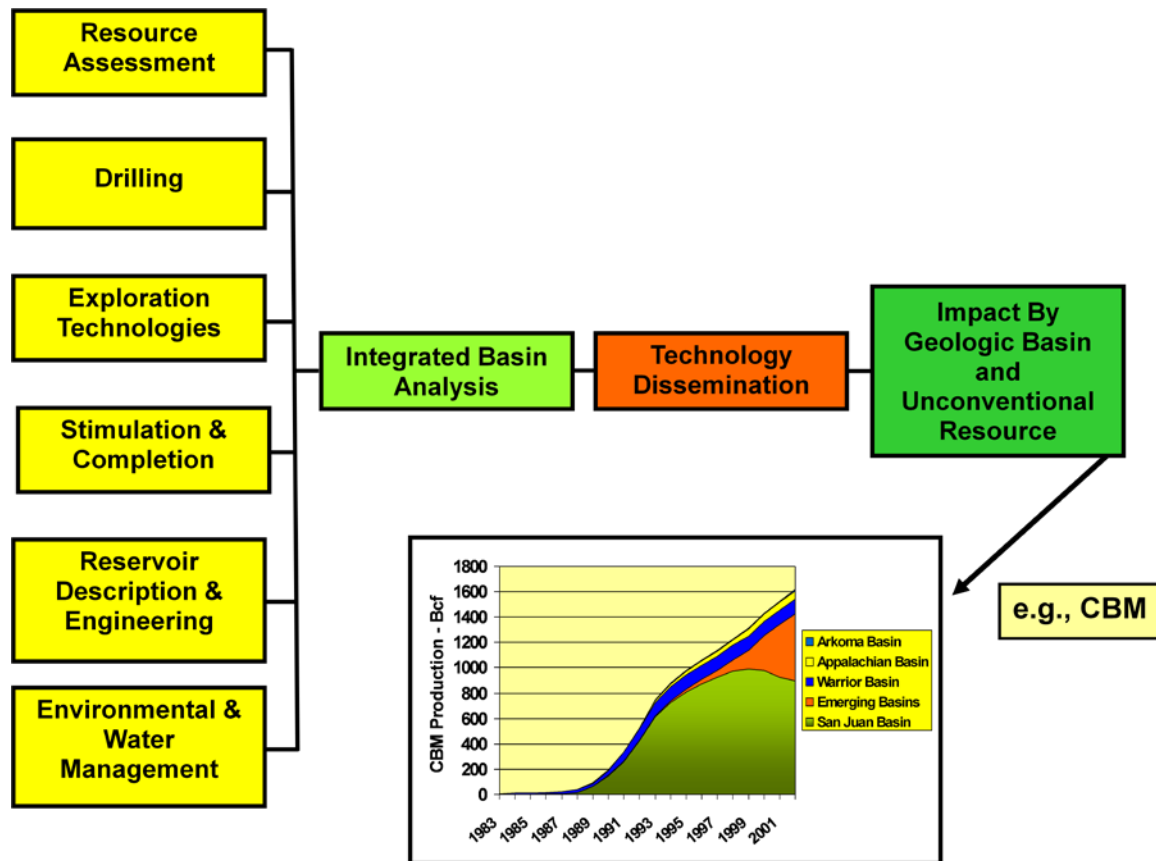 Resource
Assessment
Drilling
Exploration
Technologies
Stimulation &
Completion
Reservoir
Description &
Engineering
Environmental &
Water
Management
Integrated Basin
Analysis
Technology
Dissemination
Impact By
Geologic Basin
and
Unconventional
Resource
e.g., CBM
CBM Production - Bcf
1800
1600
1400
1200
1000
800
600
400
200
0
1983
1985
1987
1989
1991
1993
1995
1997
1999
2001
Arkoma Basin
Appalachian Basin
Warrior Basin
Emerging Basins
San Juan Basin